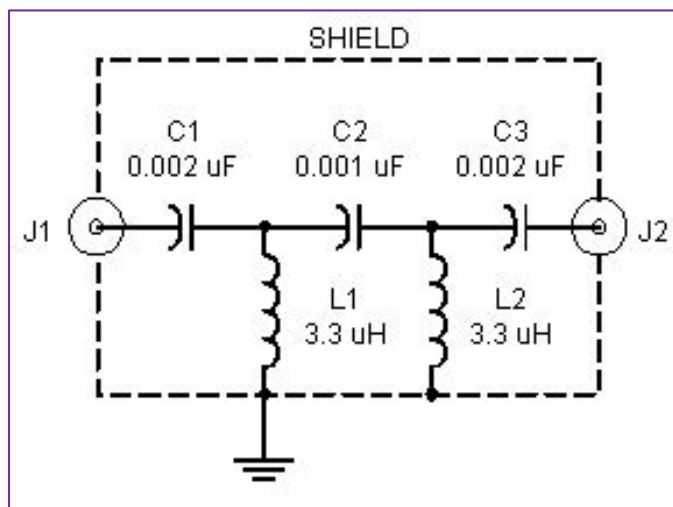 SHIELD
C1
0.002 uF
C2
0.001 uF
C3
0.002 uF
J1
J2
L1
3.3 uH
L2
3.3 uH